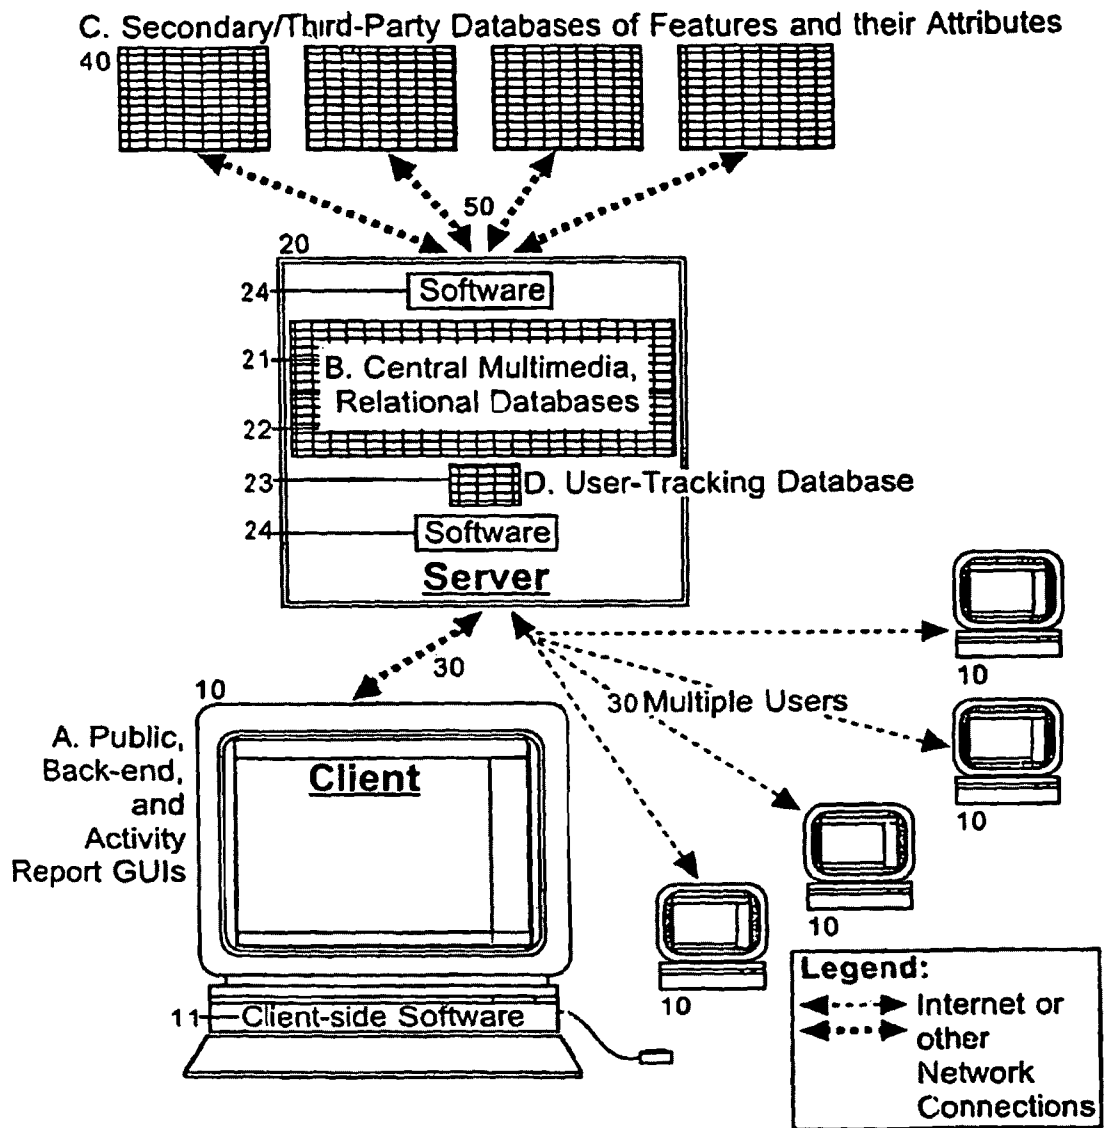 C. Secondary/Third-Party Databases of Features and their Attributes
40
50
20
24
Software
21
B. Central Multimedia,
Relational Databases
22
23
D. User-Tracking Database
24
Software
Server
30
10
A. Public,
Back-end,
and
Activity
Report GUIs
Client
11
Client-side Software
30 Multiple Users
10
10
10
10
Legend:
Internet or
other
Network
Connections